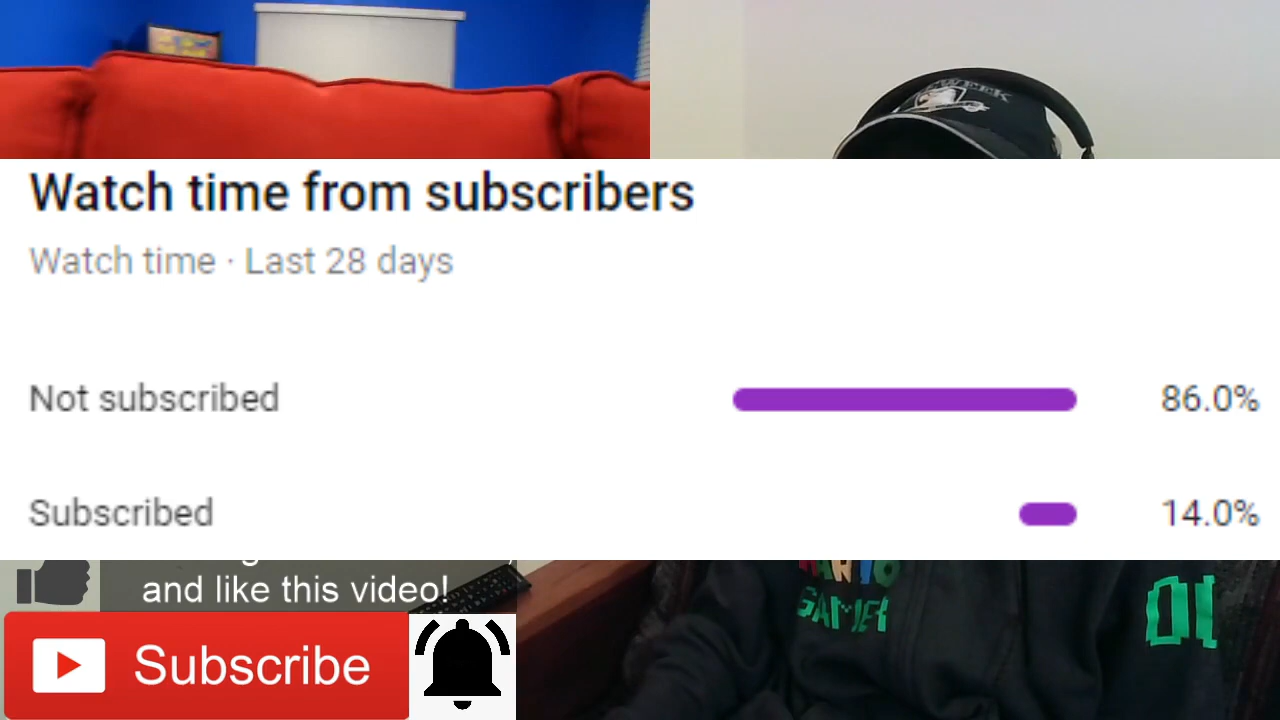 Watch time from subscribers
Watch time · Last 28 days
Not subscribed
86.0%
Subscribed
14.0%
and like this video!
GAMER
Subscribe